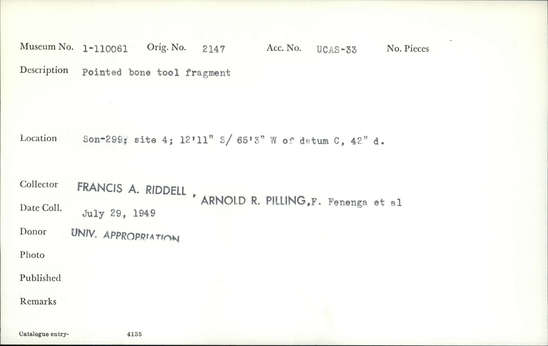 Museum No. 1-110061 Orig. No. 2147 Acc. No. UCAS-33 No. Pieces
Description Pointed bone tool fragment
Location Son-299; site 4; 12'11" S/ 65'3" W of datum C, 42" d.
Collector FRANCIS A. RIDDELL, ARNOLD R. PILLING, F. Fenenga et al
Date Coll. July 29, 1949
Donor UNIV. APPROPRIATION
Photo
Published
Remarks
Catalogue entry- 4135